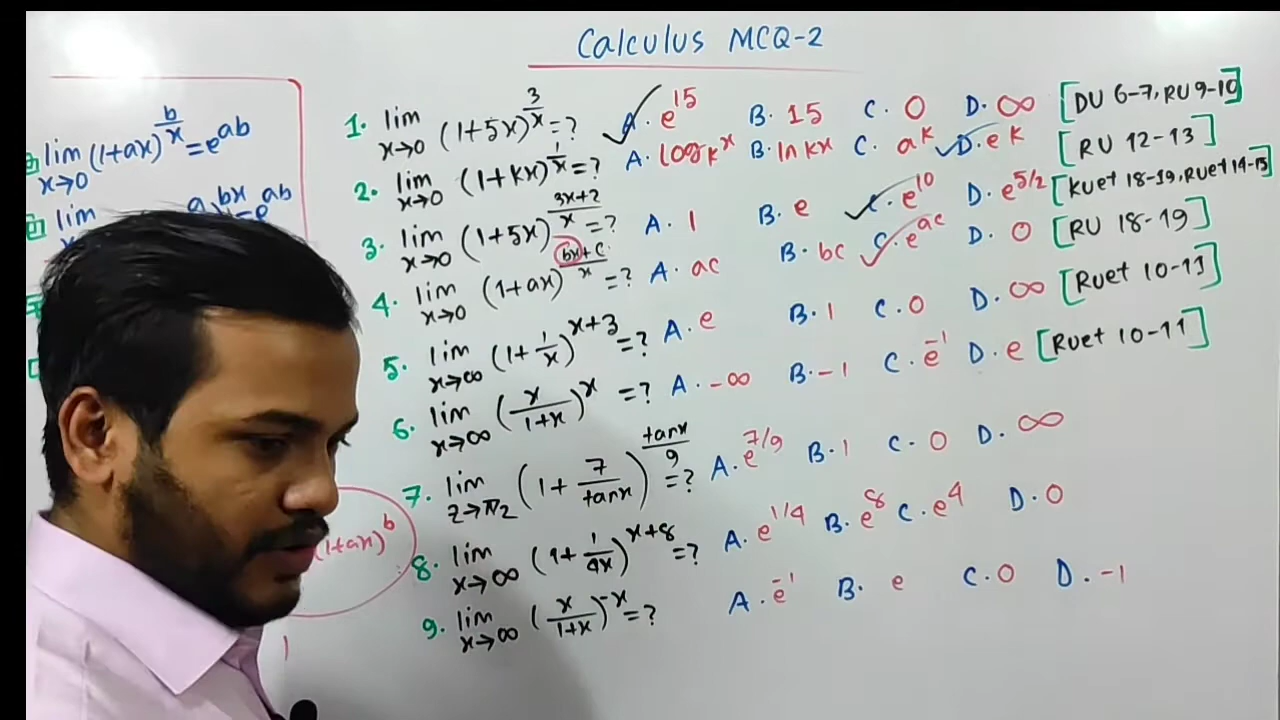 Calculus MCQ-2
lim x→0 (1+ax)^(b/x) = e^(ab)
lim
bx = e^(ab)
(1+ax)^b
1. lim x→0 (1+5x)^(3/x) = ? A. e^15 B. 15 C. 0 D. ∞ [DU 6-7, RU 9-10]
2. lim x→0 (1+kx)^(1/x) = ? A. log k^x B. ln kx C. a^k D. e^k [RU 12-13]
3. lim x→0 (1+5x)^((3x+2)/x) = ? A. 1 B. e C. e^10 D. e^(5/2) [Kuet 18-19, Ruet 14-15]
4. lim x→0 (1+ax)^((bx+c)/x) = ? A. ac B. bc C. e^(ac) D. 0 [RU 18-19]
5. lim x→∞ (1+1/x)^(x+3) = ? A. e B. 1 C. 0 D. ∞ [Ruet 10-11]
6. lim x→∞ (x/(1+x))^x = ? A. -∞ B. -1 C. e^-1 D. e [Ruet 10-11]
7. lim z→π/2 (1+7/tanx)^(tanx/9) = ? A. e^(7/9) B. 1 C. 0 D. ∞
8. lim x→∞ (1+1/4x)^(x+8) = ? A. e^(1/4) B. e^8 C. e^4 D. 0
9. lim x→∞ (x/(1+x))^-x = ? A. e^-1 B. e C. 0 D. -1